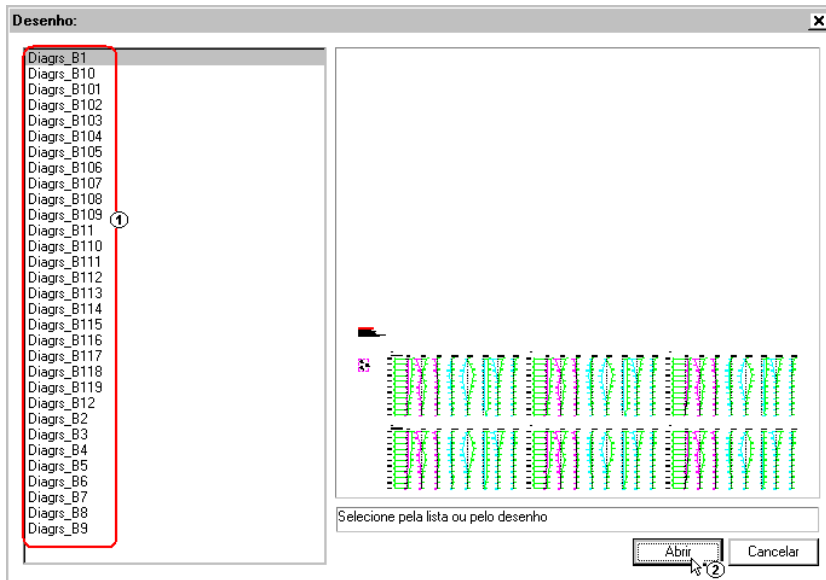 Desenho:
Diagrs_B1
Diagrs_B10
Diagrs_B101
Diagrs_B102
Diagrs_B103
Diagrs_B104
Diagrs_B105
Diagrs_B106
Diagrs_B107
Diagrs_B108
Diagrs_B109
1
Diagrs_B11
Diagrs_B110
Diagrs_B111
Diagrs_B112
Diagrs_B113
Diagrs_B114
Diagrs_B115
Diagrs_B116
Diagrs_B117
Diagrs_B118
Diagrs_B119
Diagrs_B12
Diagrs_B2
Diagrs_B3
Diagrs_B4
Diagrs_B5
Diagrs_B6
Diagrs_B7
Diagrs_B8
Diagrs_B9
Selecione pela lista ou pelo desenho
Abrir
2
Cancelar